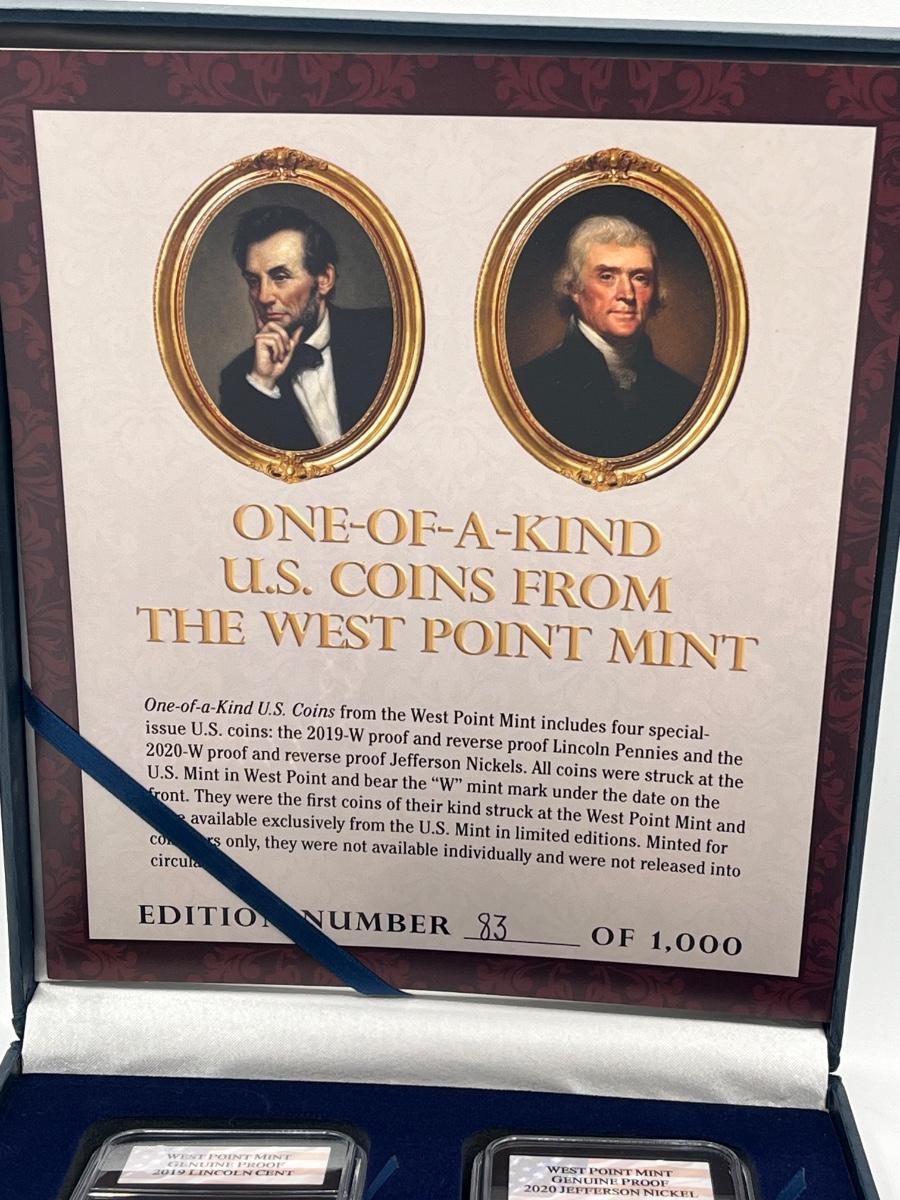 ONE-OF-A-KIND
U.S. COINS FROM
THE WEST POINT MINT
One-of-a-Kind U.S. Coins from the West Point Mint includes four special-
issue U.S. coins: the 2019-W proof and reverse proof Lincoln Pennies and the
2020-W proof and reverse proof Jefferson Nickels. All coins were struck at the
U.S. Mint in West Point and bear the “W” mint mark under the date on the
front. They were the first coins of their kind struck at the West Point Mint and
available exclusively from the U.S. Mint in limited editions. Minted for
only, they were not available individually and were not released into
EDITION NUMBER 83 OF 1,000
WEST POINT MINT
GENUINE PROOF
2019 LINCOLN CENT
WEST POINT MINT
GENUINE PROOF
2020 JEFFERSON NICKEL